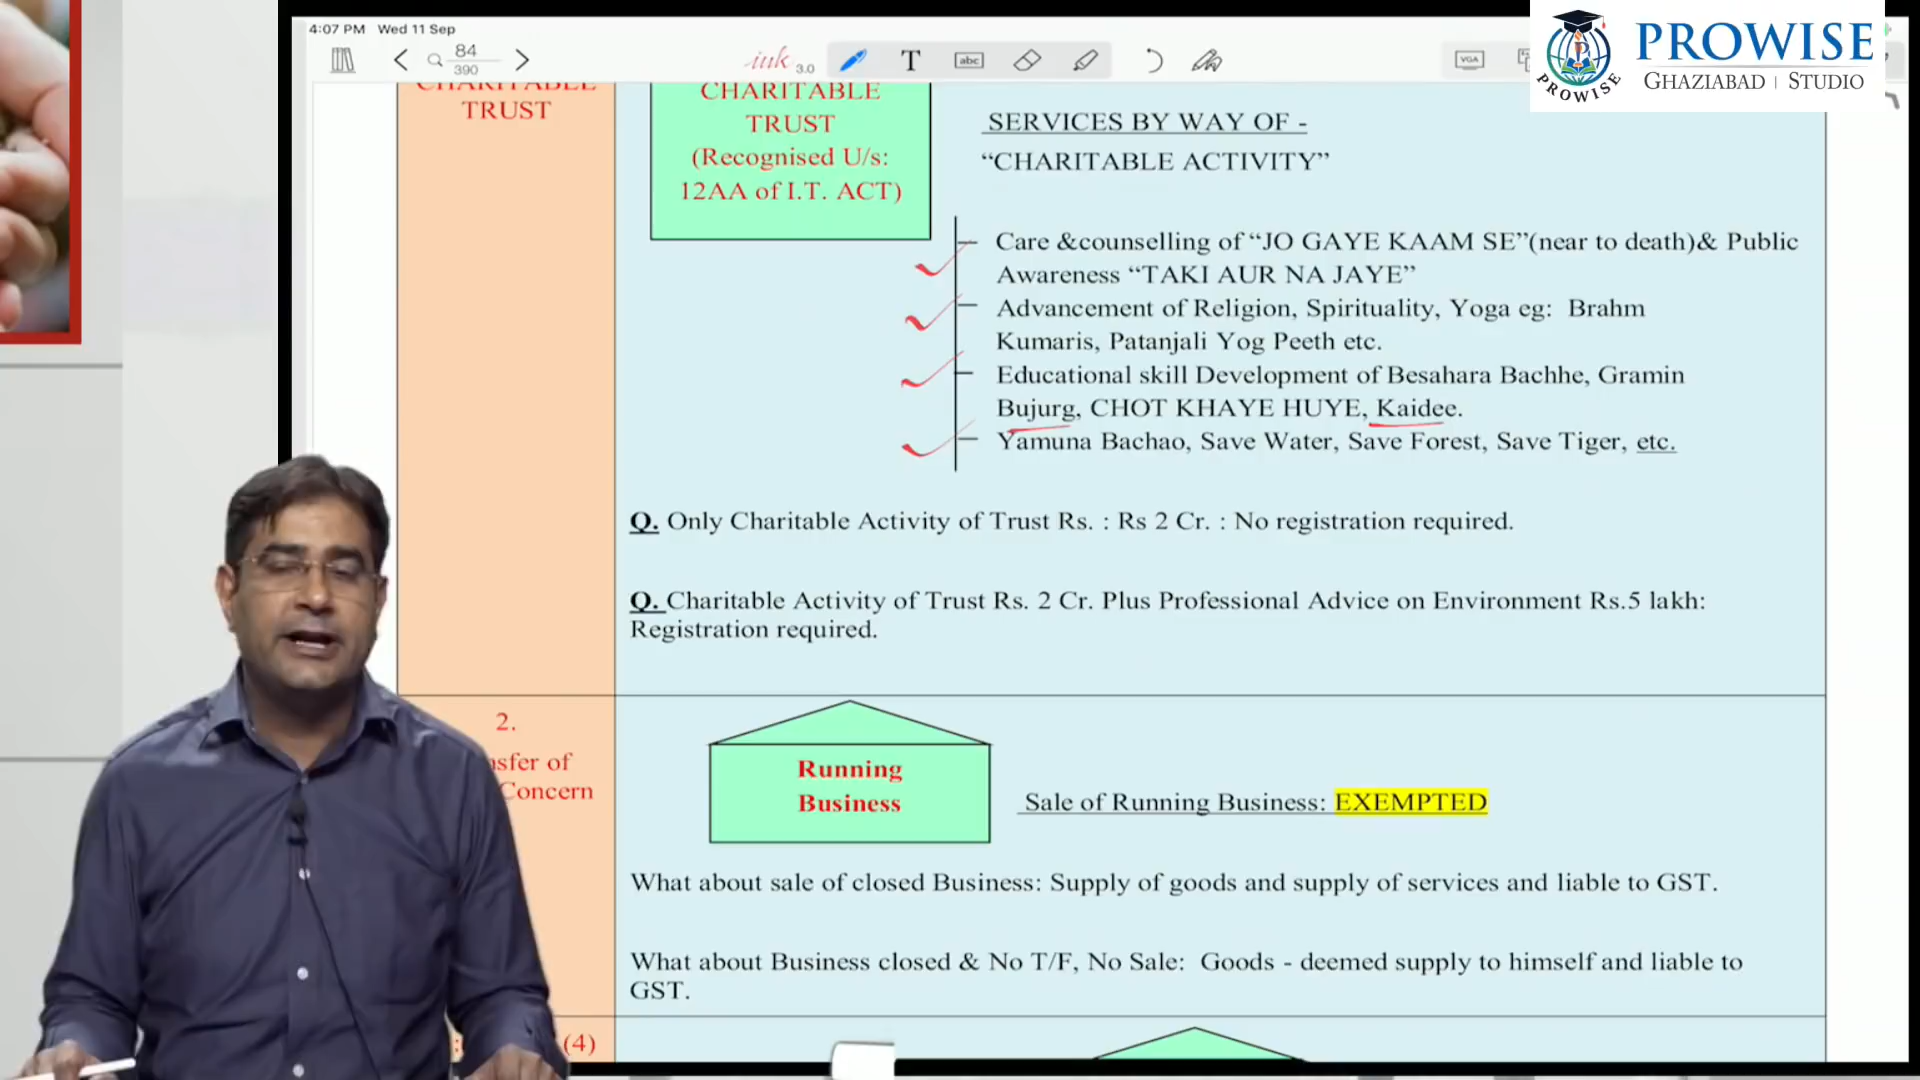 4:07 PM Wed 11 Sep
84
390
ink 3.0
T
abc
VGA
PROWISE
PROWISE
GHAZIABAD | STUDIO
CHARITABLE
TRUST
CHARITABLE
TRUST
(Recognised U/s:
12AA of I.T. ACT)
SERVICES BY WAY OF -
“CHARITABLE ACTIVITY”
Care &counselling of “JO GAYE KAAM SE”(near to death)& Public
Awareness “TAKI AUR NA JAYE”
Advancement of Religion, Spirituality, Yoga eg: Brahm
Kumaris, Patanjali Yog Peeth etc.
Educational skill Development of Besahara Bachhe, Gramin
Bujurg, CHOT KHAYE HUYE, Kaidee.
Yamuna Bachao, Save Water, Save Forest, Save Tiger, etc.
Q. Only Charitable Activity of Trust Rs. : Rs 2 Cr. : No registration required.
Q. Charitable Activity of Trust Rs. 2 Cr. Plus Professional Advice on Environment Rs.5 lakh:
Registration required.
2.
nsfer of
Concern
Running
Business
Sale of Running Business: EXEMPTED
What about sale of closed Business: Supply of goods and supply of services and liable to GST.
What about Business closed & No T/F, No Sale: Goods - deemed supply to himself and liable to
GST.
(4)